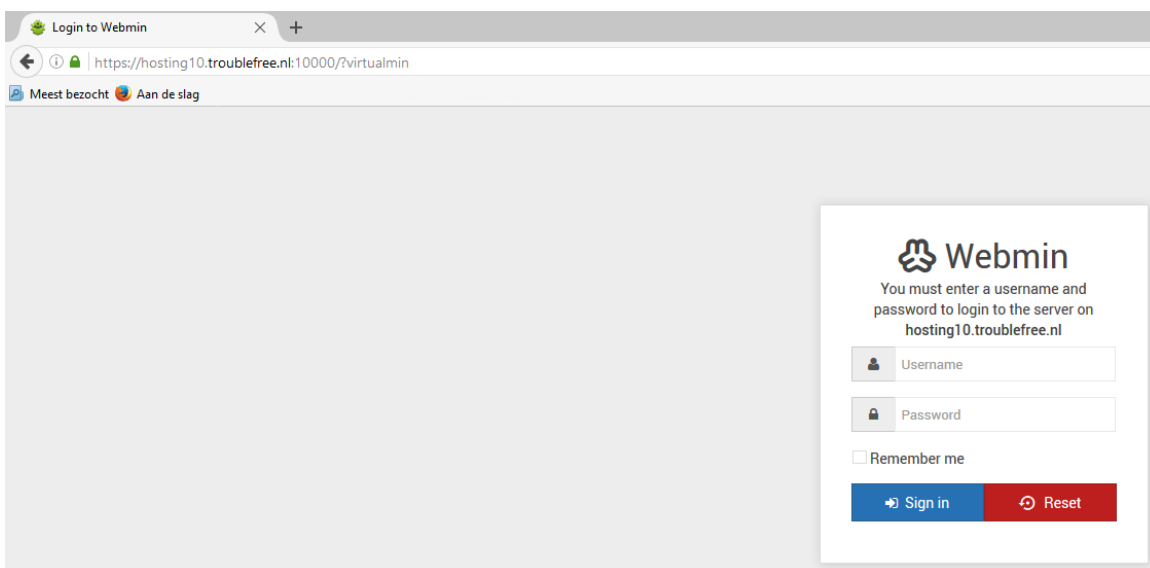 Login to Webmin
https://hosting10.troublefree.nl:10000/?virtualmin
Meest bezocht Aan de slag
Webmin
You must enter a username and
password to login to the server on
hosting10.troublefree.nl
Username
Password
Remember me
Sign in Reset